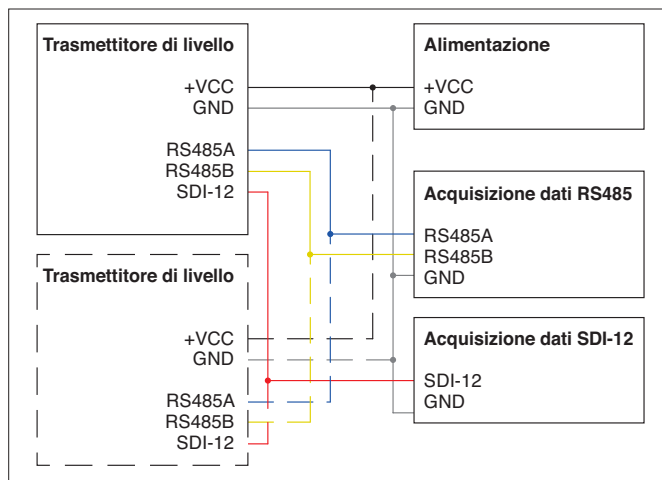 Trasmettitore di livello
+VCC
GND
RS485A
RS485B
SDI-12
Trasmettitore di livello
+VCC
GND
RS485A
RS485B
SDI-12
Alimentazione
+VCC
GND
Acquisizione dati RS485
RS485A
RS485B
GND
Acquisizione dati SDI-12
SDI-12
GND